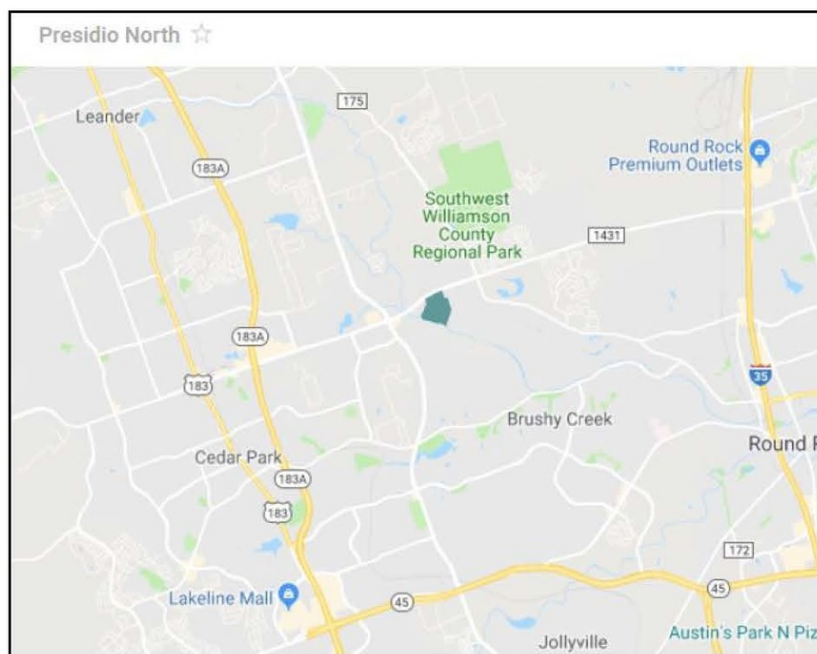 Presidio North
Leander
175
183A
Round Rock
Premium Outlets
Southwest
Williamson
County
Regional Park
1431
183A
183
35
Brushy Creek
Round R
Cedar Park
183A
183
172
Lakeline Mall
45
45
Jollyville
Austin's Park N Piz